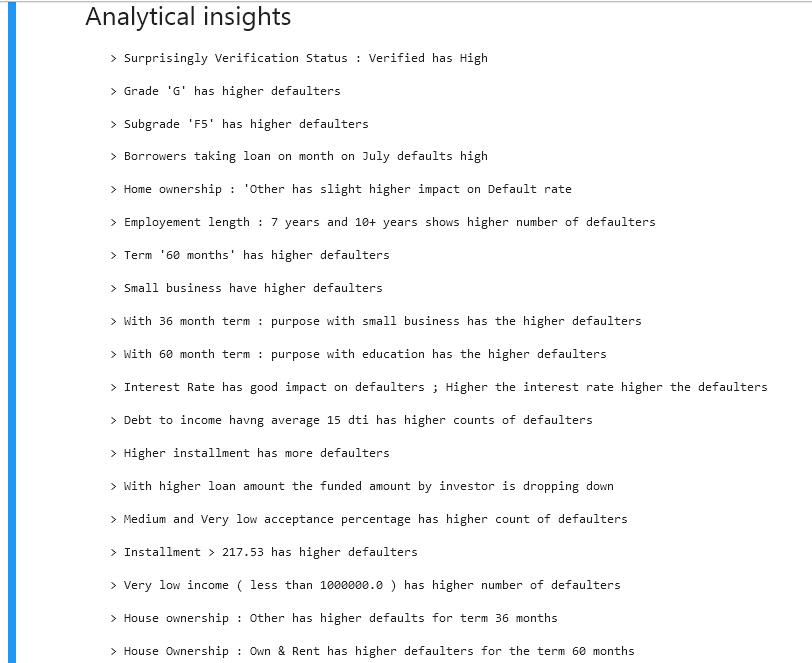 Analytical insights
> Surprisingly Verification Status : Verified has High
> Grade 'G' has higher defaulters
> Subgrade 'F5' has higher defaulters
> Borrowers taking loan on month on July defaults high
> Home ownership : 'Other has slight higher impact on Default rate
> Employement length : 7 years and 10+ years shows higher number of defaulters
> Term '60 months' has higher defaulters
> Small business have higher defaulters
> With 36 month term : purpose with small business has the higher defaulters
> With 60 month term : purpose with education has the higher defaulters
> Interest Rate has good impact on defaulters ; Higher the interest rate higher the defaulters
> Debt to income havng average 15 dti has higher counts of defaulters
> Higher installment has more defaulters
> With higher loan amount the funded amount by investor is dropping down
> Medium and Very low acceptance percentage has higher count of defaulters
> Installment > 217.53 has higher defaulters
> Very low income ( less than 1000000.0 ) has higher number of defaulters
> House ownership : Other has higher defaults for term 36 months
> House Ownership : Own & Rent has higher defaulters for the term 60 months